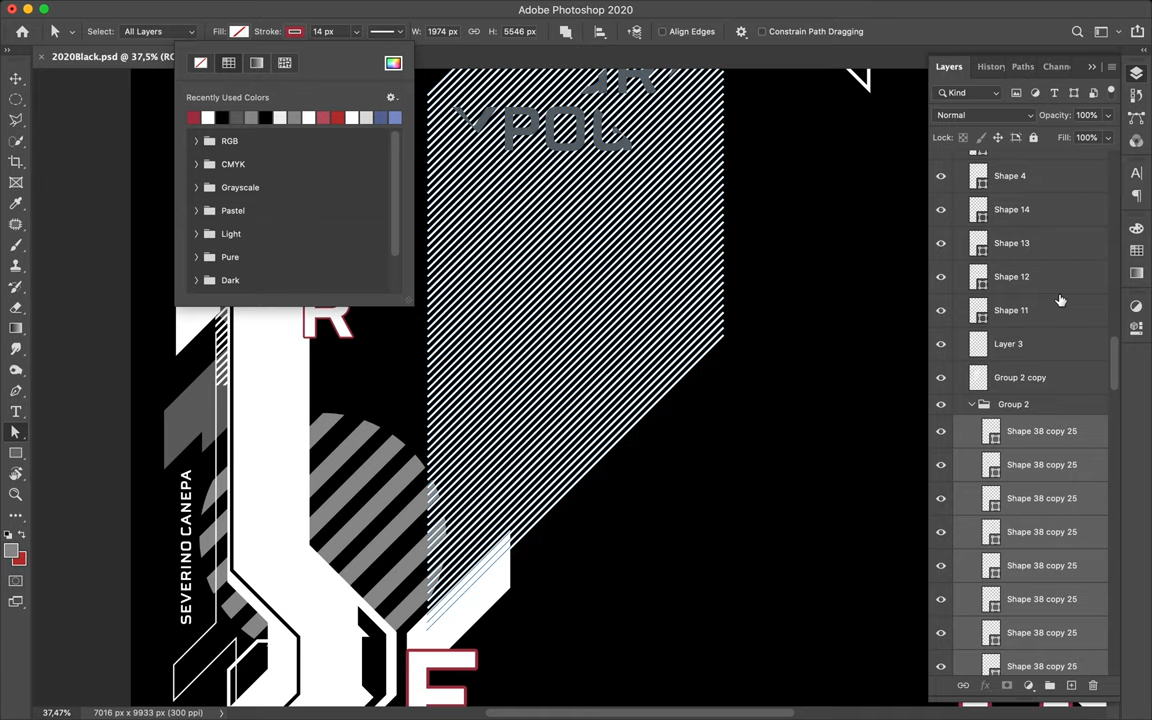 Adobe Photoshop 2020
Select: All Layers Fill: Stroke: 14 px W: 1974 px H: 5546 px Align Edges Constrain Path Dragging
2020Black.psd @ 37,5% (R
Recently Used Colors
RGB
CMYK
Grayscale
Pastel
Light
Pure
Dark
POL
R
SEVERINO CANEPA
E
Layers History Paths Chann
Kind
Normal Opacity: 100%
Lock: Fill: 100%
Shape 4
Shape 14
Shape 13
Shape 12
Shape 11
Layer 3
Group 2 copy
Group 2
Shape 38 copy 25
Shape 38 copy 25
Shape 38 copy 25
Shape 38 copy 25
Shape 38 copy 25
Shape 38 copy 25
Shape 38 copy 25
Shape 38 copy 25
37,47% 7016 px x 9933 px (300 ppi)